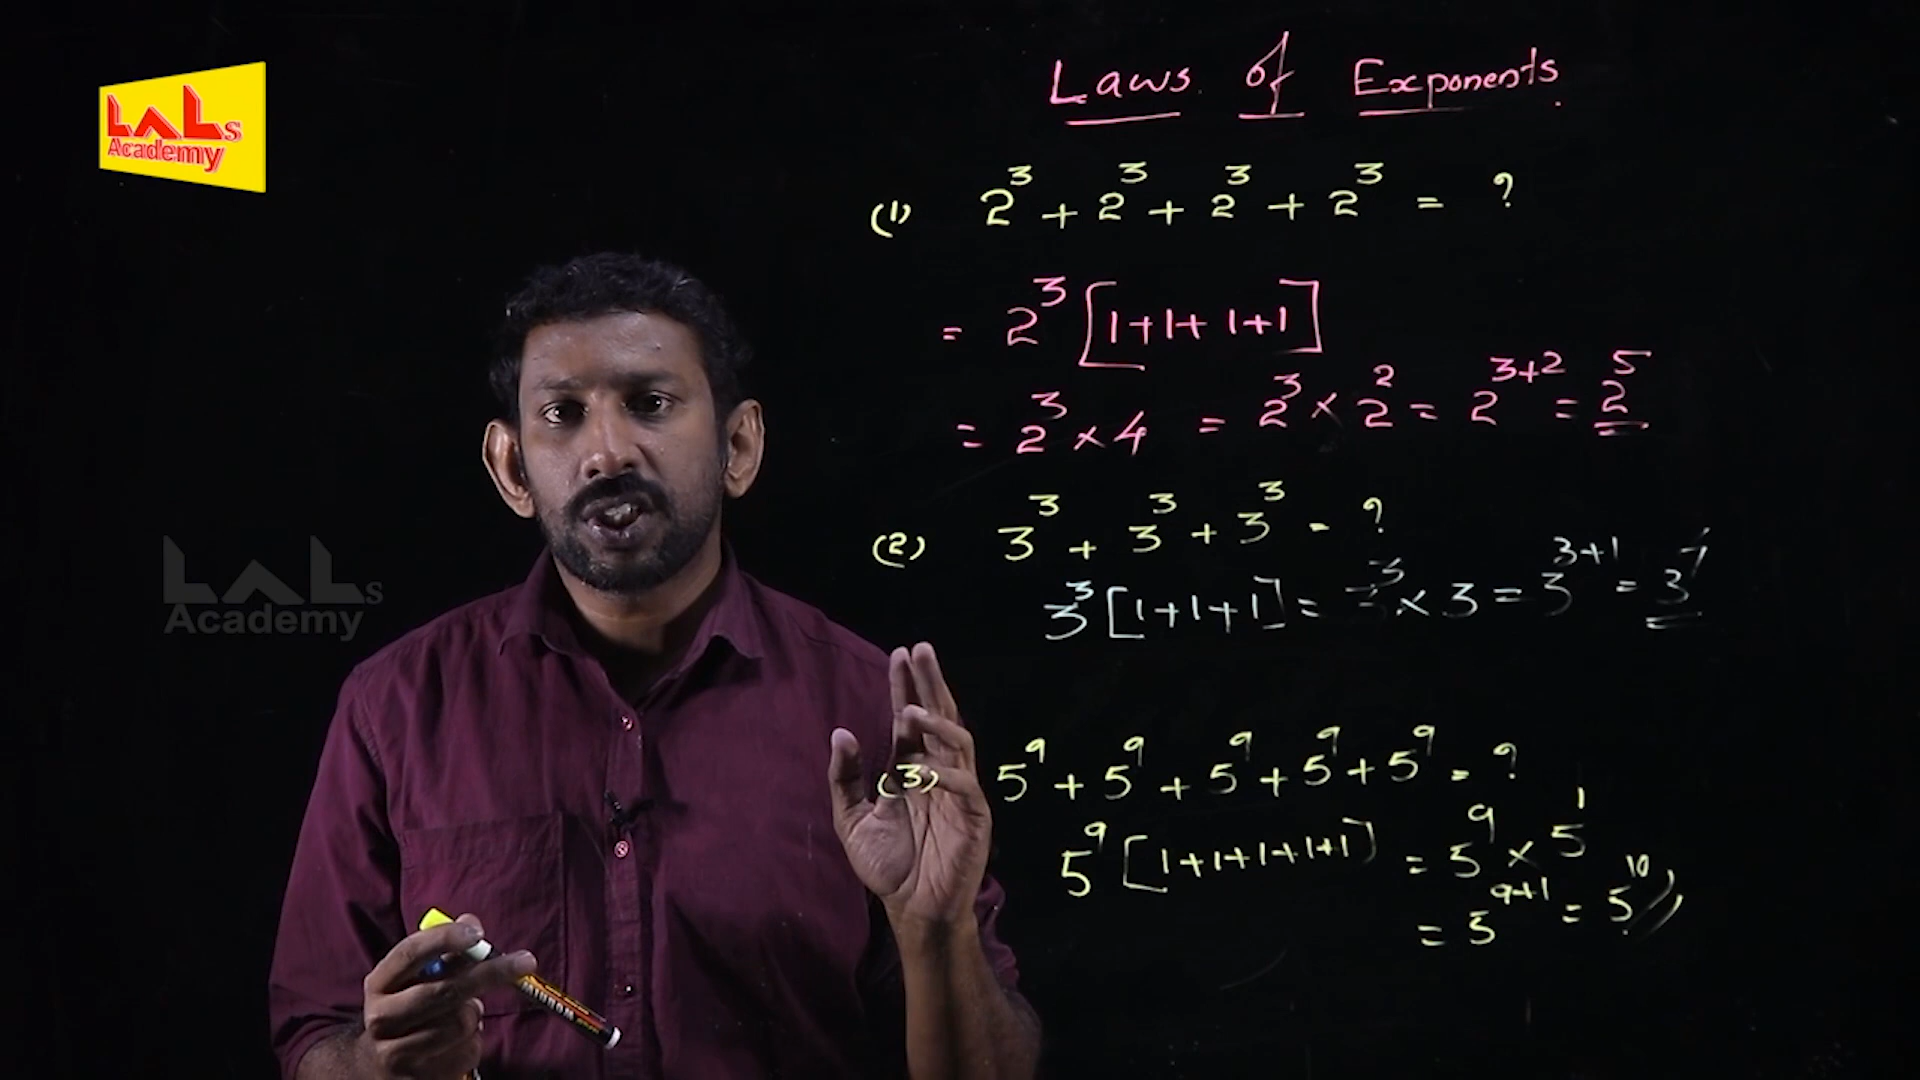 LALs
Academy
Laws of Exponents
(1) 2³ + 2³ + 2³ + 2³ = ?
= 2³ [1+1+1+1]
= 2³ × 4 = 2³ × 2² = 2³⁺² = 2⁵
(2) 3³ + 3³ + 3³ = ?
3³ [1+1+1] = 3³ × 3 = 3³⁺¹ = 3⁴
LALs
Academy
(3) 5⁹ + 5⁹ + 5⁹ + 5⁹ + 5⁹ = ?
5⁹ [1+1+1+1+1] = 5⁹ × 5¹
= 5⁹⁺¹ = 5¹⁰